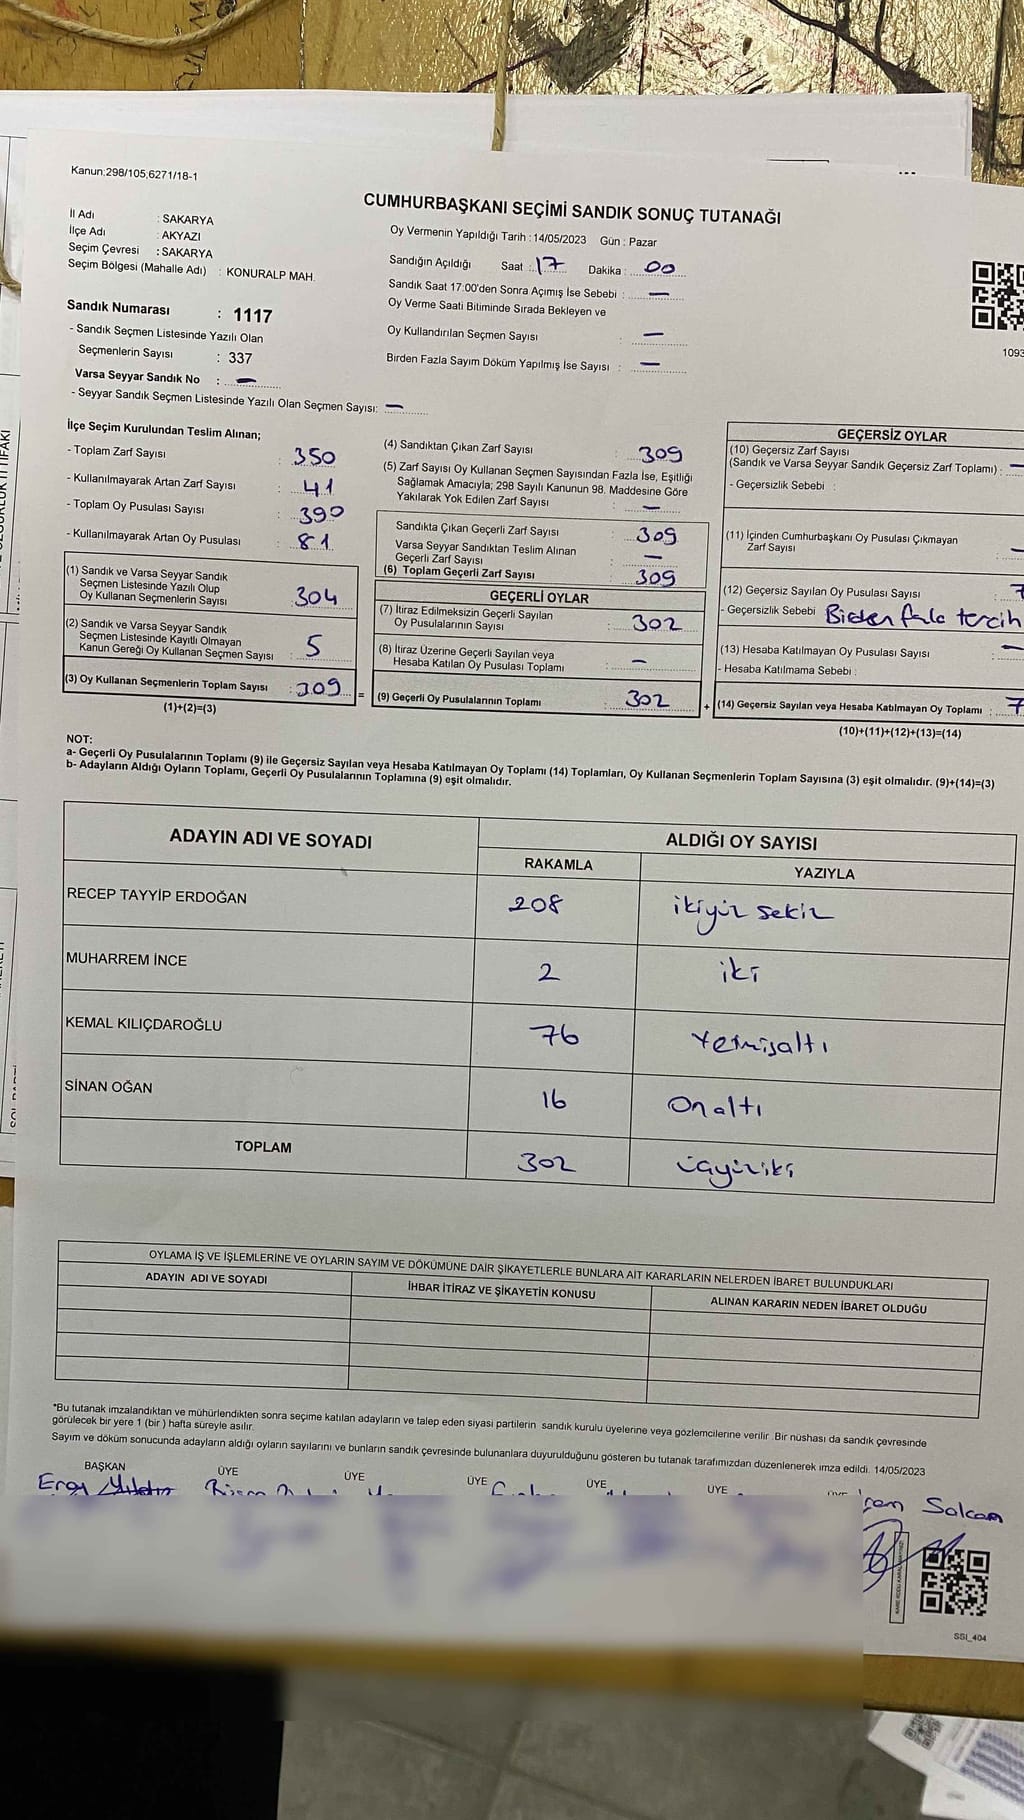 Kanun:298/105,6271/18-1
CUMHURBAŞKANI SEÇİMİ SANDIK SONUÇ TUTANAĞI
İl Adı : SAKARYA
İlçe Adı : AKYAZI
Seçim Çevresi : SAKARYA
Seçim Bölgesi (Mahalle Adı) : KONURALP MAH.
Oy Vermenin Yapıldığı Tarih : 14/05/2023 Gün : Pazar
Sandığın Açıldığı Saat : 17 Dakika : 00
Sandık Saat 17:00'den Sonra Açımış İse Sebebi : —
Oy Verme Saati Bitiminde Sırada Bekleyen ve
Oy Kullandırılan Seçmen Sayısı : —
Birden Fazla Sayım Döküm Yapılmış İse Sayısı : —
1093
Sandık Numarası : 1117
- Sandık Seçmen Listesinde Yazılı Olan
Seçmenlerin Sayısı : 337
Varsa Seyyar Sandık No : —
- Seyyar Sandık Seçmen Listesinde Yazılı Olan Seçmen Sayısı: —
İlçe Seçim Kurulundan Teslim Alınan;
- Toplam Zarf Sayısı : 350
- Kullanılmayarak Artan Zarf Sayısı : 41
- Toplam Oy Pusulası Sayısı : 390
- Kullanılmayarak Artan Oy Pusulası : 81
(1) Sandık ve Varsa Seyyar Sandık
Seçmen Listesinde Yazılı Olup
Oy Kullanan Seçmenlerin Sayısı : 304
(2) Sandık ve Varsa Seyyar Sandık
Seçmen Listesinde Kayıtlı Olmayan
Kanun Gereği Oy Kullanan Seçmen Sayısı : 5
(3) Oy Kullanan Seçmenlerin Toplam Sayısı : 309
(1)+(2)=(3)
=
(4) Sandıktan Çıkan Zarf Sayısı : 309
(5) Zarf Sayısı Oy Kullanan Seçmen Sayısından Fazla İse, Eşitliği
Sağlamak Amacıyla; 298 Sayılı Kanunun 98. Maddesine Göre
Yakılarak Yok Edilen Zarf Sayısı : —
Sandıkta Çıkan Geçerli Zarf Sayısı : 309
Varsa Seyyar Sandıktan Teslim Alınan
Geçerli Zarf Sayısı : —
(6) Toplam Geçerli Zarf Sayısı : 309
GEÇERLİ OYLAR
(7) İtiraz Edilmeksizin Geçerli Sayılan
Oy Pusulalarının Sayısı : 302
(8) İtiraz Üzerine Geçerli Sayılan veya
Hesaba Katılan Oy Pusulası Toplamı : —
(9) Geçerli Oy Pusulalarının Toplamı : 302
+
GEÇERSİZ OYLAR
(10) Geçersiz Zarf Sayısı
(Sandık ve Varsa Seyyar Sandık Geçersiz Zarf Toplamı) : —
- Geçersizlik Sebebi :
(11) İçinden Cumhurbaşkanı Oy Pusulası Çıkmayan
Zarf Sayısı : —
(12) Geçersiz Sayılan Oy Pusulası Sayısı : 7
- Geçersizlik Sebebi Birden fazla tercih
(13) Hesaba Katılmayan Oy Pusulası Sayısı : —
- Hesaba Katılmama Sebebi :
(14) Geçersiz Sayılan veya Hesaba Katılmayan Oy Toplamı : 7
(10)+(11)+(12)+(13)=(14)
NOT:
a- Geçerli Oy Pusulalarının Toplamı (9) ile Geçersiz Sayılan veya Hesaba Katılmayan Oy Toplamı (14) Toplamları, Oy Kullanan Seçmenlerin Toplam Sayısına (3) eşit olmalıdır. (9)+(14)=(3)
b- Adayların Aldığı Oyların Toplamı, Geçerli Oy Pusulalarının Toplamına (9) eşit olmalıdır.
ADAYIN ADI VE SOYADI ALDIĞI OY SAYISI
RAKAMLA YAZIYLA
RECEP TAYYİP ERDOĞAN 208 ikiyüz sekiz
MUHARREM İNCE 2 iki
KEMAL KILIÇDAROĞLU 76 Yetmişaltı
SİNAN OĞAN 16 Onaltı
TOPLAM 302 üçyüziki
OYLAMA İŞ VE İŞLEMLERİNE VE OYLARIN SAYIM VE DÖKÜMÜNE DAİR ŞİKAYETLERLE BUNLARA AİT KARARLARIN NELERDEN İBARET BULUNDUKLARI
ADAYIN ADI VE SOYADI İHBAR İTİRAZ VE ŞİKAYETİN KONUSU ALINAN KARARIN NEDEN İBARET OLDUĞU
*Bu tutanak imzalandıktan ve mühürlendikten sonra seçime katılan adayların ve talep eden siyasi partilerin sandık kurulu üyelerine veya gözlemcilerine verilir. Bir nüshası da sandık çevresinde
görülecek bir yere 1 (bir ) hafta süreyle asılır.
Sayım ve döküm sonucunda adayların aldığı oyların sayılarını ve bunların sandık çevresinde bulunanlara duyurulduğunu gösteren bu tutanak tarafımızdan düzenlenerek imza edildi. 14/05/2023
BAŞKAN ÜYE ÜYE ÜYE ÜYE ÜYE
SSI_404